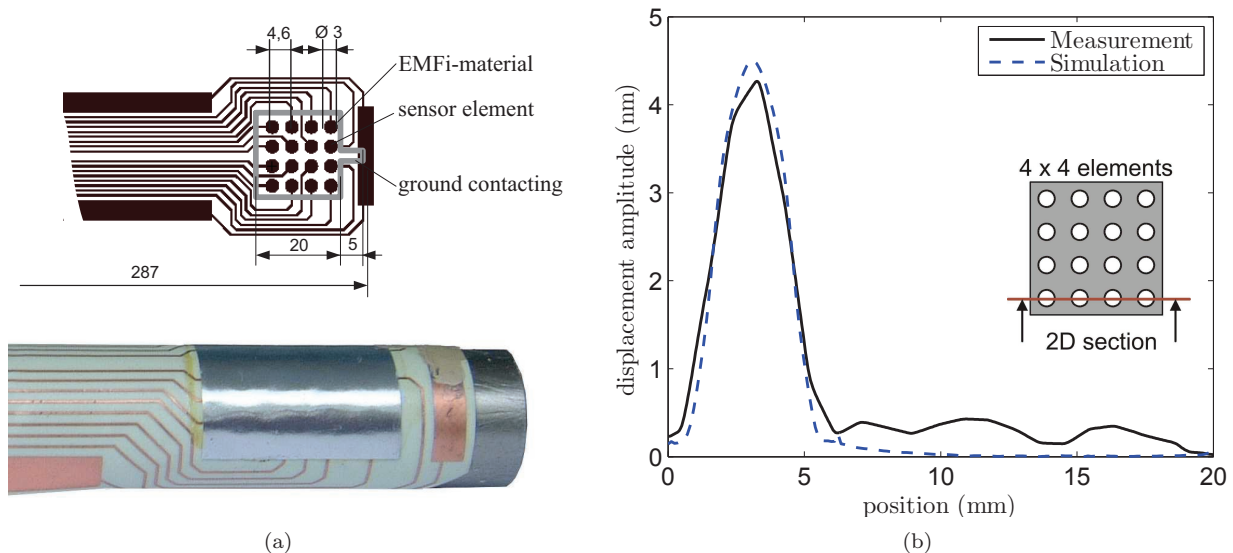 4,6
Ø 3
EMFi-material
sensor element
ground contacting
20
5
287
(a)
5
4
3
2
1
0
displacement amplitude (nm)
Measurement
Simulation
4 x 4 elements
2D section
0
5
10
15
20
position (mm)
(b)